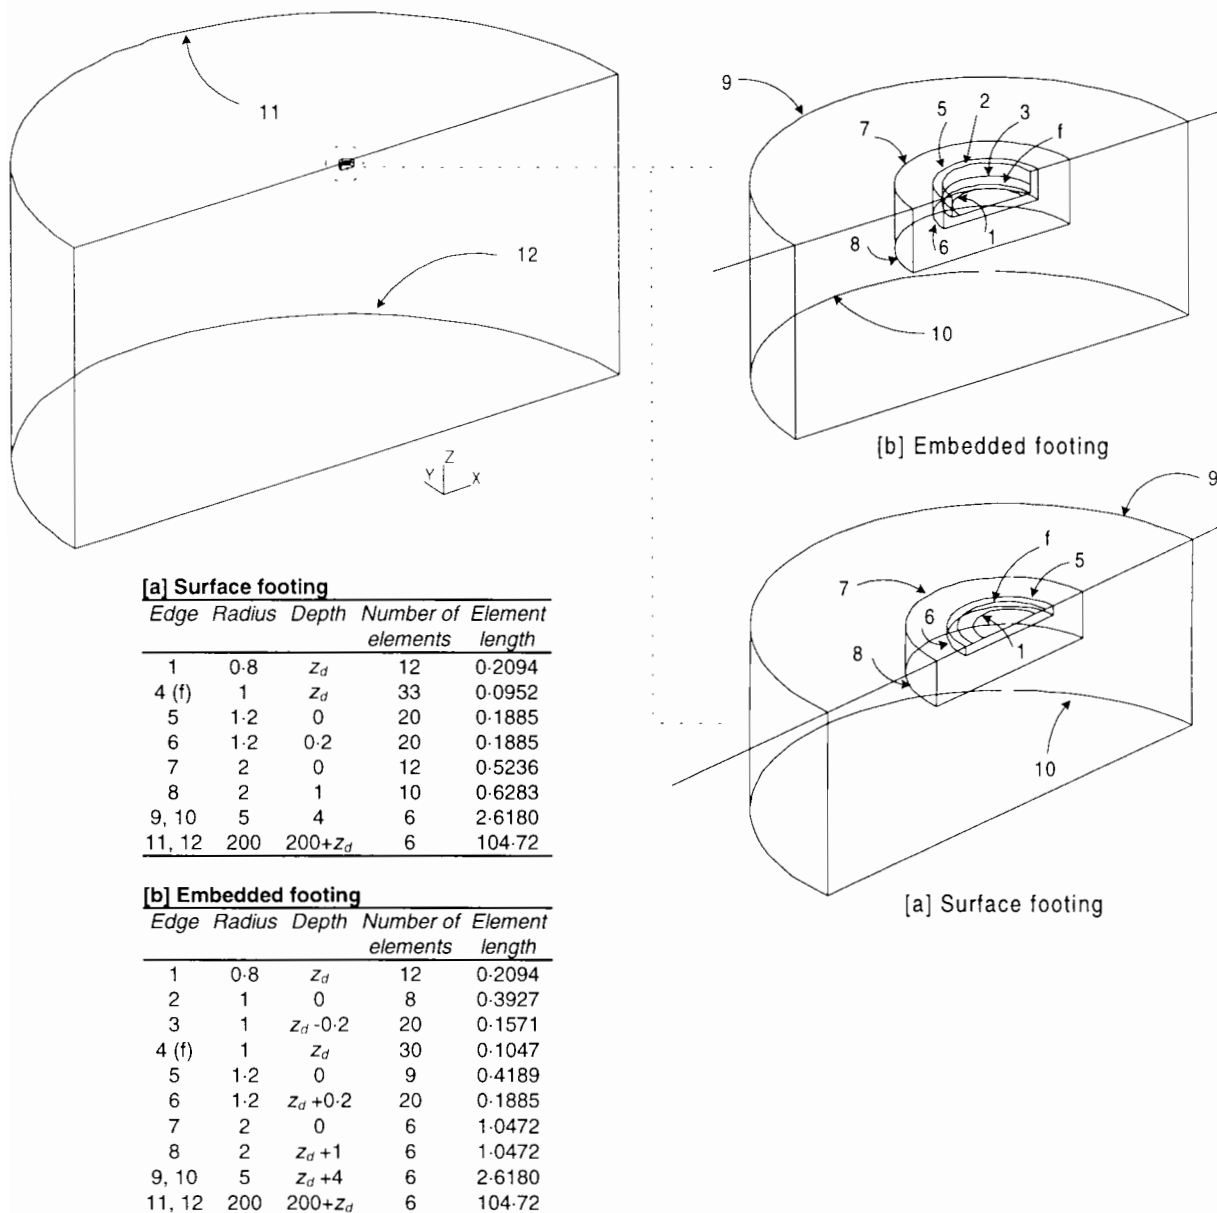 11
12
Z
Y
X
9
5
2
3
f
7
8
6
1
10
[b] Embedded footing
9
f
5
7
6
8
1
10
[a] Surface footing
[a] Surface footing
Edge Radius Depth Number of Element
elements length
1 0·8 z_d 12 0·2094
4 (f) 1 z_d 33 0·0952
5 1·2 0 20 0·1885
6 1·2 0·2 20 0·1885
7 2 0 12 0·5236
8 2 1 10 0·6283
9, 10 5 4 6 2·6180
11, 12 200 200+z_d 6 104·72
[b] Embedded footing
Edge Radius Depth Number of Element
elements length
1 0·8 z_d 12 0·2094
2 1 0 8 0·3927
3 1 z_d -0·2 20 0·1571
4 (f) 1 z_d 30 0·1047
5 1·2 0 9 0·4189
6 1·2 z_d +0·2 20 0·1885
7 2 0 6 1·0472
8 2 z_d +1 6 1·0472
9, 10 5 z_d +4 6 2·6180
11, 12 200 200+z_d 6 104·72